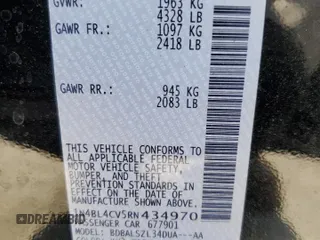 GVWR: 1963 KG
4328 LB
GAWR FR.: 1097 KG
2418 LB
GAWR RR.: 945 KG
2083 LB
THIS VEHICLE CONFORMS TO
ALL APPLICABLE FEDERAL
MOTOR VEHICLE SAFETY,
BUMPER, AND THEFT
PREVENTION STANDARDS
IN EFFECT ON THE DATE OF
MANUFACTURE SHOWN ABOVE.
4BL4CV5RN434970
PASSENGER CAR 677901
MODEL: BDBALSZL34DUA---AA